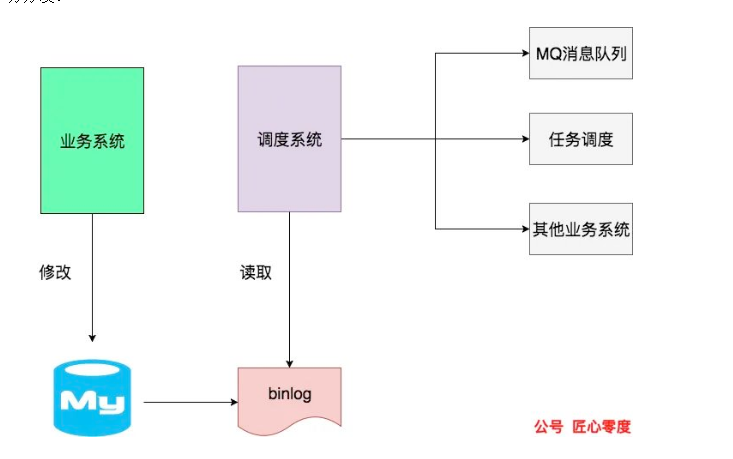 MQ消息队列
业务系统
调度系统
任务调度
其他业务系统
修改
读取
My
binlog
公号 匠心零度